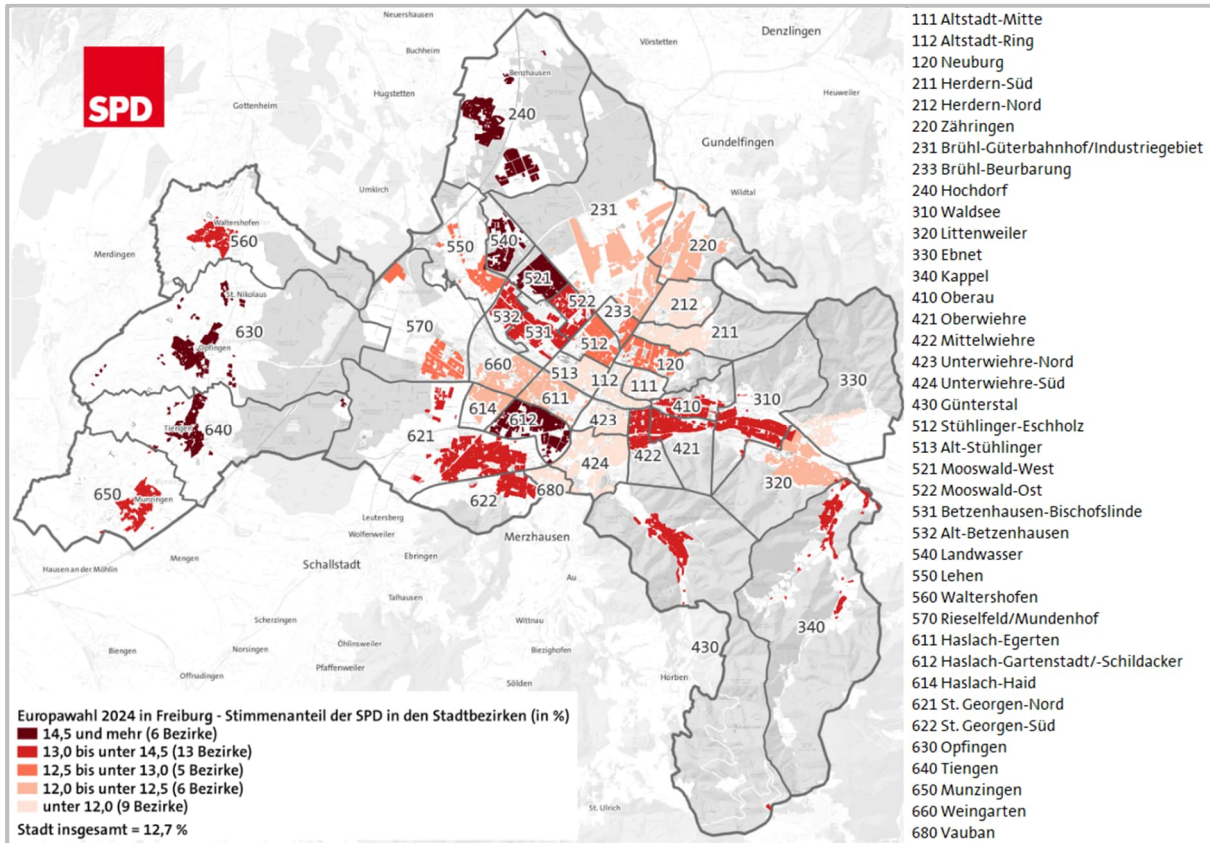 SPD
Neuershausen
Buchheim
Vörstetten
Denzlingen
Benzhausen
Hugstetten
Gottenheim
240
Heuweiler
Gundelfingen
Umkirch
Wildtal
Waltershofen
560
231
Merdingen
550
540
220
521
St. Nikolaus
522
212
233
630
532
531
211
570
512
Opfingen
660
513
120
330
112
111
611
614
410
310
612
423
Tiengen
640
621
422
421
424
320
650
Munzingen
622
680
Leutersberg
Wolfenweiler
Merzhausen
Mengen
Ebringen
Hausen an der Möhlin
Schallstadt
Au
Talhausen
Scherzingen
Wittnau
340
Öhlinsweiler
430
Biengen
Norsingen
Biezighofen
Pfaffenweiler
Offnadingen
Horben
Sölden
St. Ulrich
Europawahl 2024 in Freiburg - Stimmenanteil der SPD in den Stadtbezirken (in %)
14,5 und mehr (6 Bezirke)
13,0 bis unter 14,5 (13 Bezirke)
12,5 bis unter 13,0 (5 Bezirke)
12,0 bis unter 12,5 (6 Bezirke)
unter 12,0 (9 Bezirke)
Stadt insgesamt = 12,7 %
111 Altstadt-Mitte
112 Altstadt-Ring
120 Neuburg
211 Herdern-Süd
212 Herdern-Nord
220 Zähringen
231 Brühl-Güterbahnhof/Industriegebiet
233 Brühl-Beurbarung
240 Hochdorf
310 Waldsee
320 Littenweiler
330 Ebnet
340 Kappel
410 Oberau
421 Oberwiehre
422 Mittelwiehre
423 Unterwiehre-Nord
424 Unterwiehre-Süd
430 Günterstal
512 Stühlinger-Eschholz
513 Alt-Stühlinger
521 Mooswald-West
522 Mooswald-Ost
531 Betzenhausen-Bischofslinde
532 Alt-Betzenhausen
540 Landwasser
550 Lehen
560 Waltershofen
570 Rieselfeld/Mundenhof
611 Haslach-Egerten
612 Haslach-Gartenstadt/-Schildacker
614 Haslach-Haid
621 St. Georgen-Nord
622 St. Georgen-Süd
630 Opfingen
640 Tiengen
650 Munzingen
660 Weingarten
680 Vauban